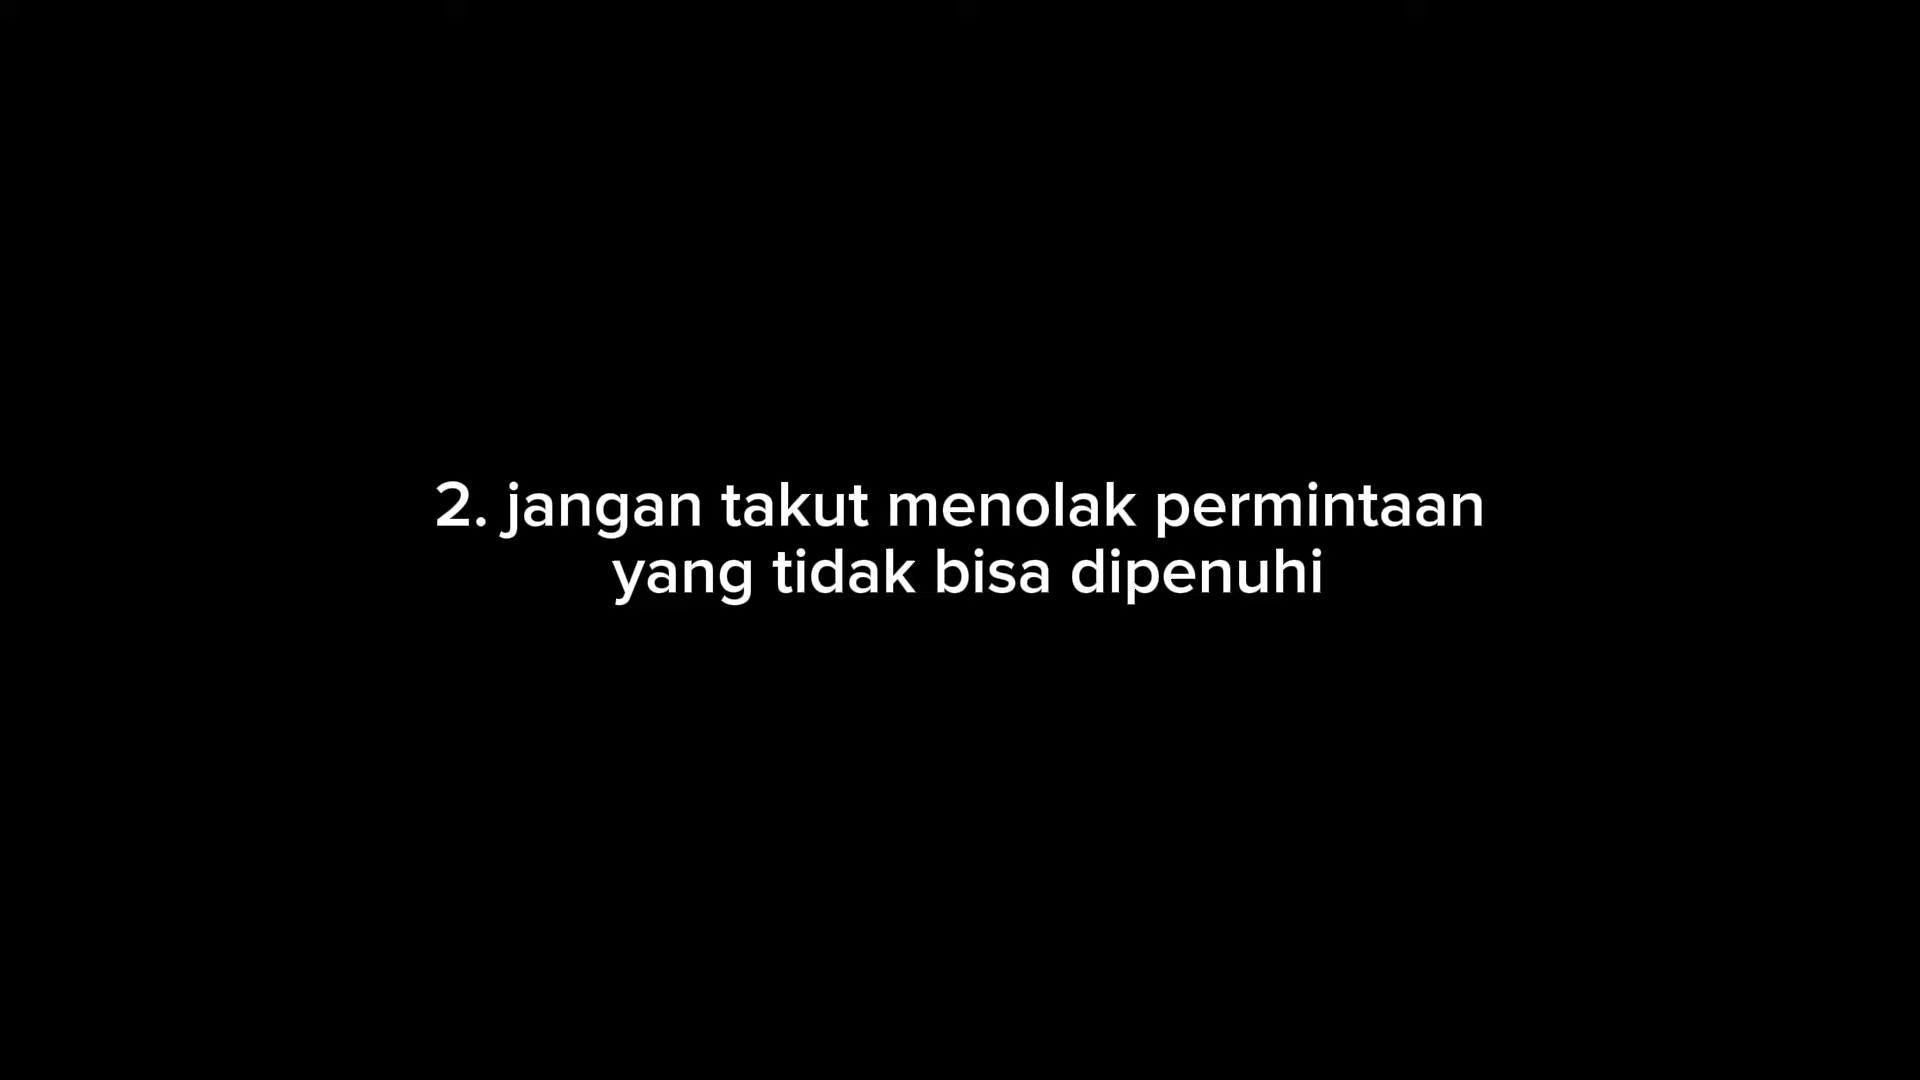 2. jangan takut menolak permintaan
yang tidak bisa dipenuhi